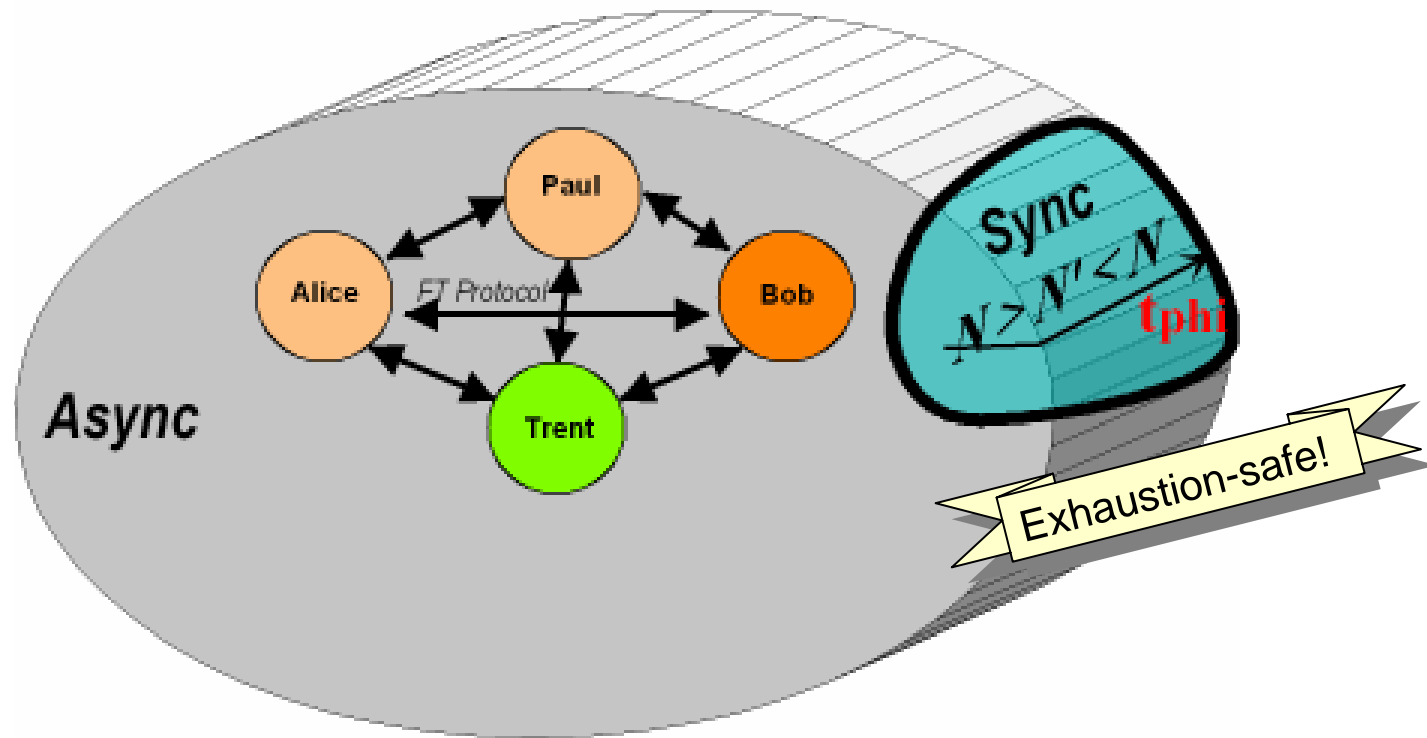 Paul
Alice
FT Protocol
Bob
Trent
Async
Sync
N > N' < N
tphi
Exhaustion-safe!